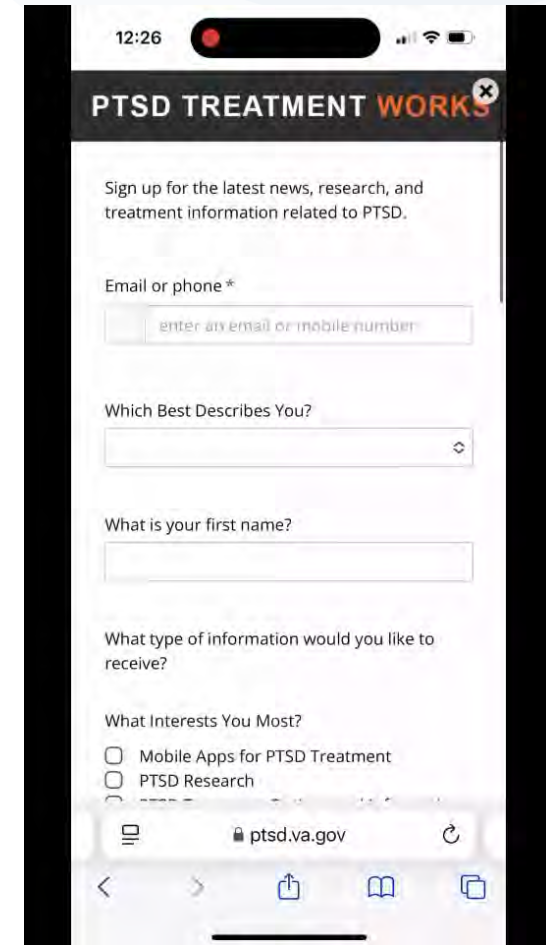 12:26
PTSD TREATMENT WORKS
Sign up for the latest news, research, and
treatment information related to PTSD.
Email or phone *
enter an email or mobile number
Which Best Describes You?
What is your first name?
What type of information would you like to
receive?
What Interests You Most?
Mobile Apps for PTSD Treatment
PTSD Research
ptsd.va.gov